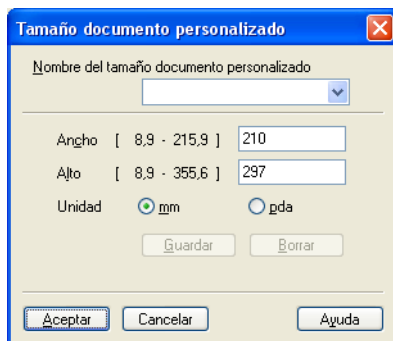 Tamaño documento personalizado
Nombre del tamaño documento personalizado
Ancho [ 8,9 - 215,9 ] 210
Alto [ 8,9 - 355,6 ] 297
Unidad mm pda
Guardar Borrar
Aceptar Cancelar Ayuda